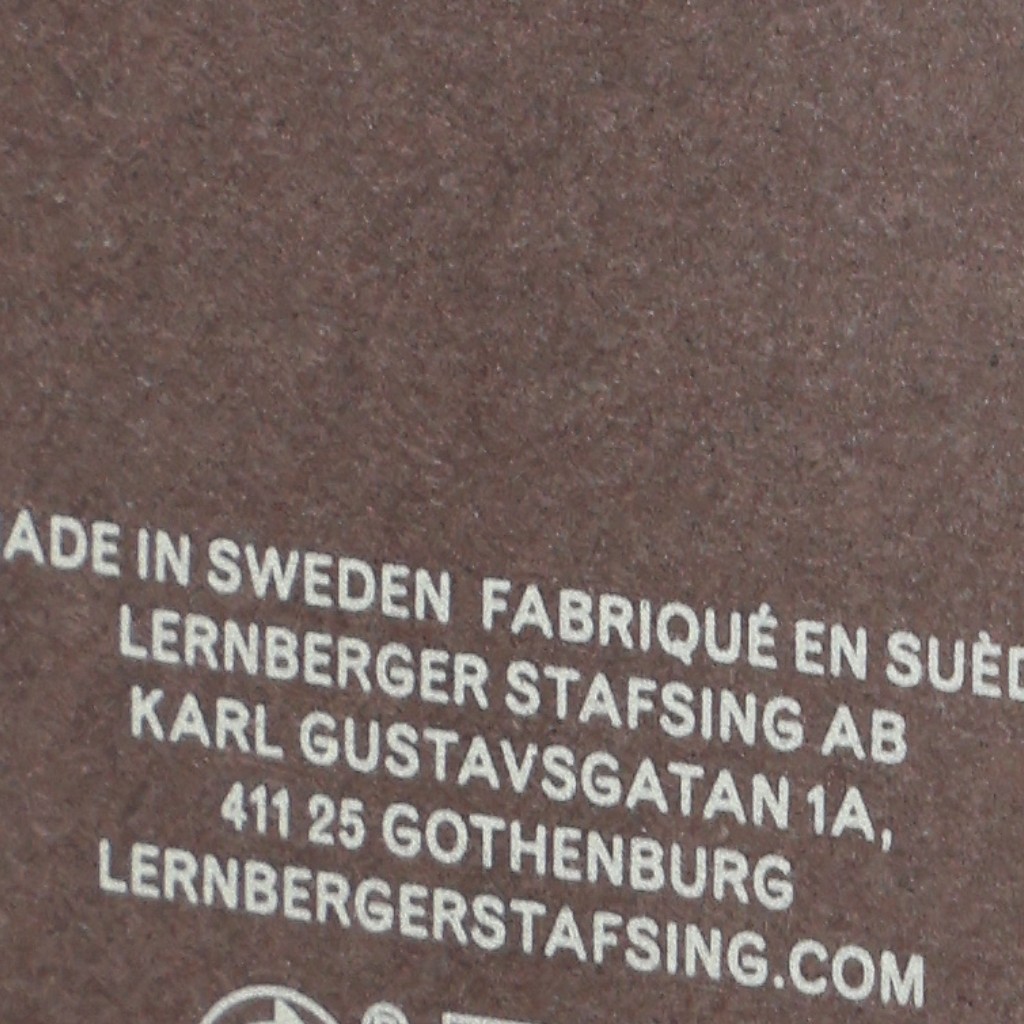 ADE IN SWEDEN FABRIQUÉ EN SUÈD
LERNBERGER STAFSING AB
KARL GUSTAVSGATAN 1A,
411 25 GOTHENBURG
LERNBERGERSTAFSING.COM
®